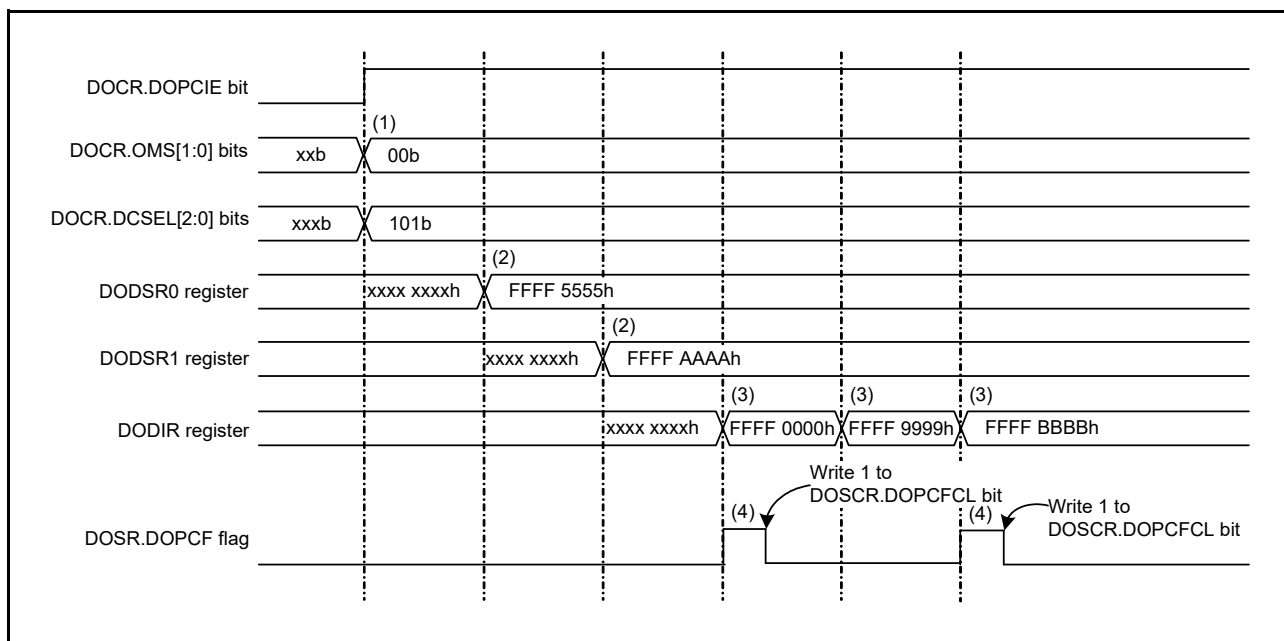 DOCR.DOPCIE bit
(1)
DOCR.OMS[1:0] bits
xxb
00b
DOCR.DCSEL[2:0] bits
xxxb
101b
(2)
DODSR0 register
xxxx xxxxh
FFFF 5555h
(2)
DODSR1 register
xxxx xxxxh
FFFF AAAAh
(3)
(3)
(3)
DODIR register
xxxx xxxxh
FFFF 0000h
FFFF 9999h
FFFF BBBBh
Write 1 to
DOSCR.DOPCFCL bit
(4)
(4)
Write 1 to
DOSCR.DOPCFCL bit
DOSR.DOPCF flag